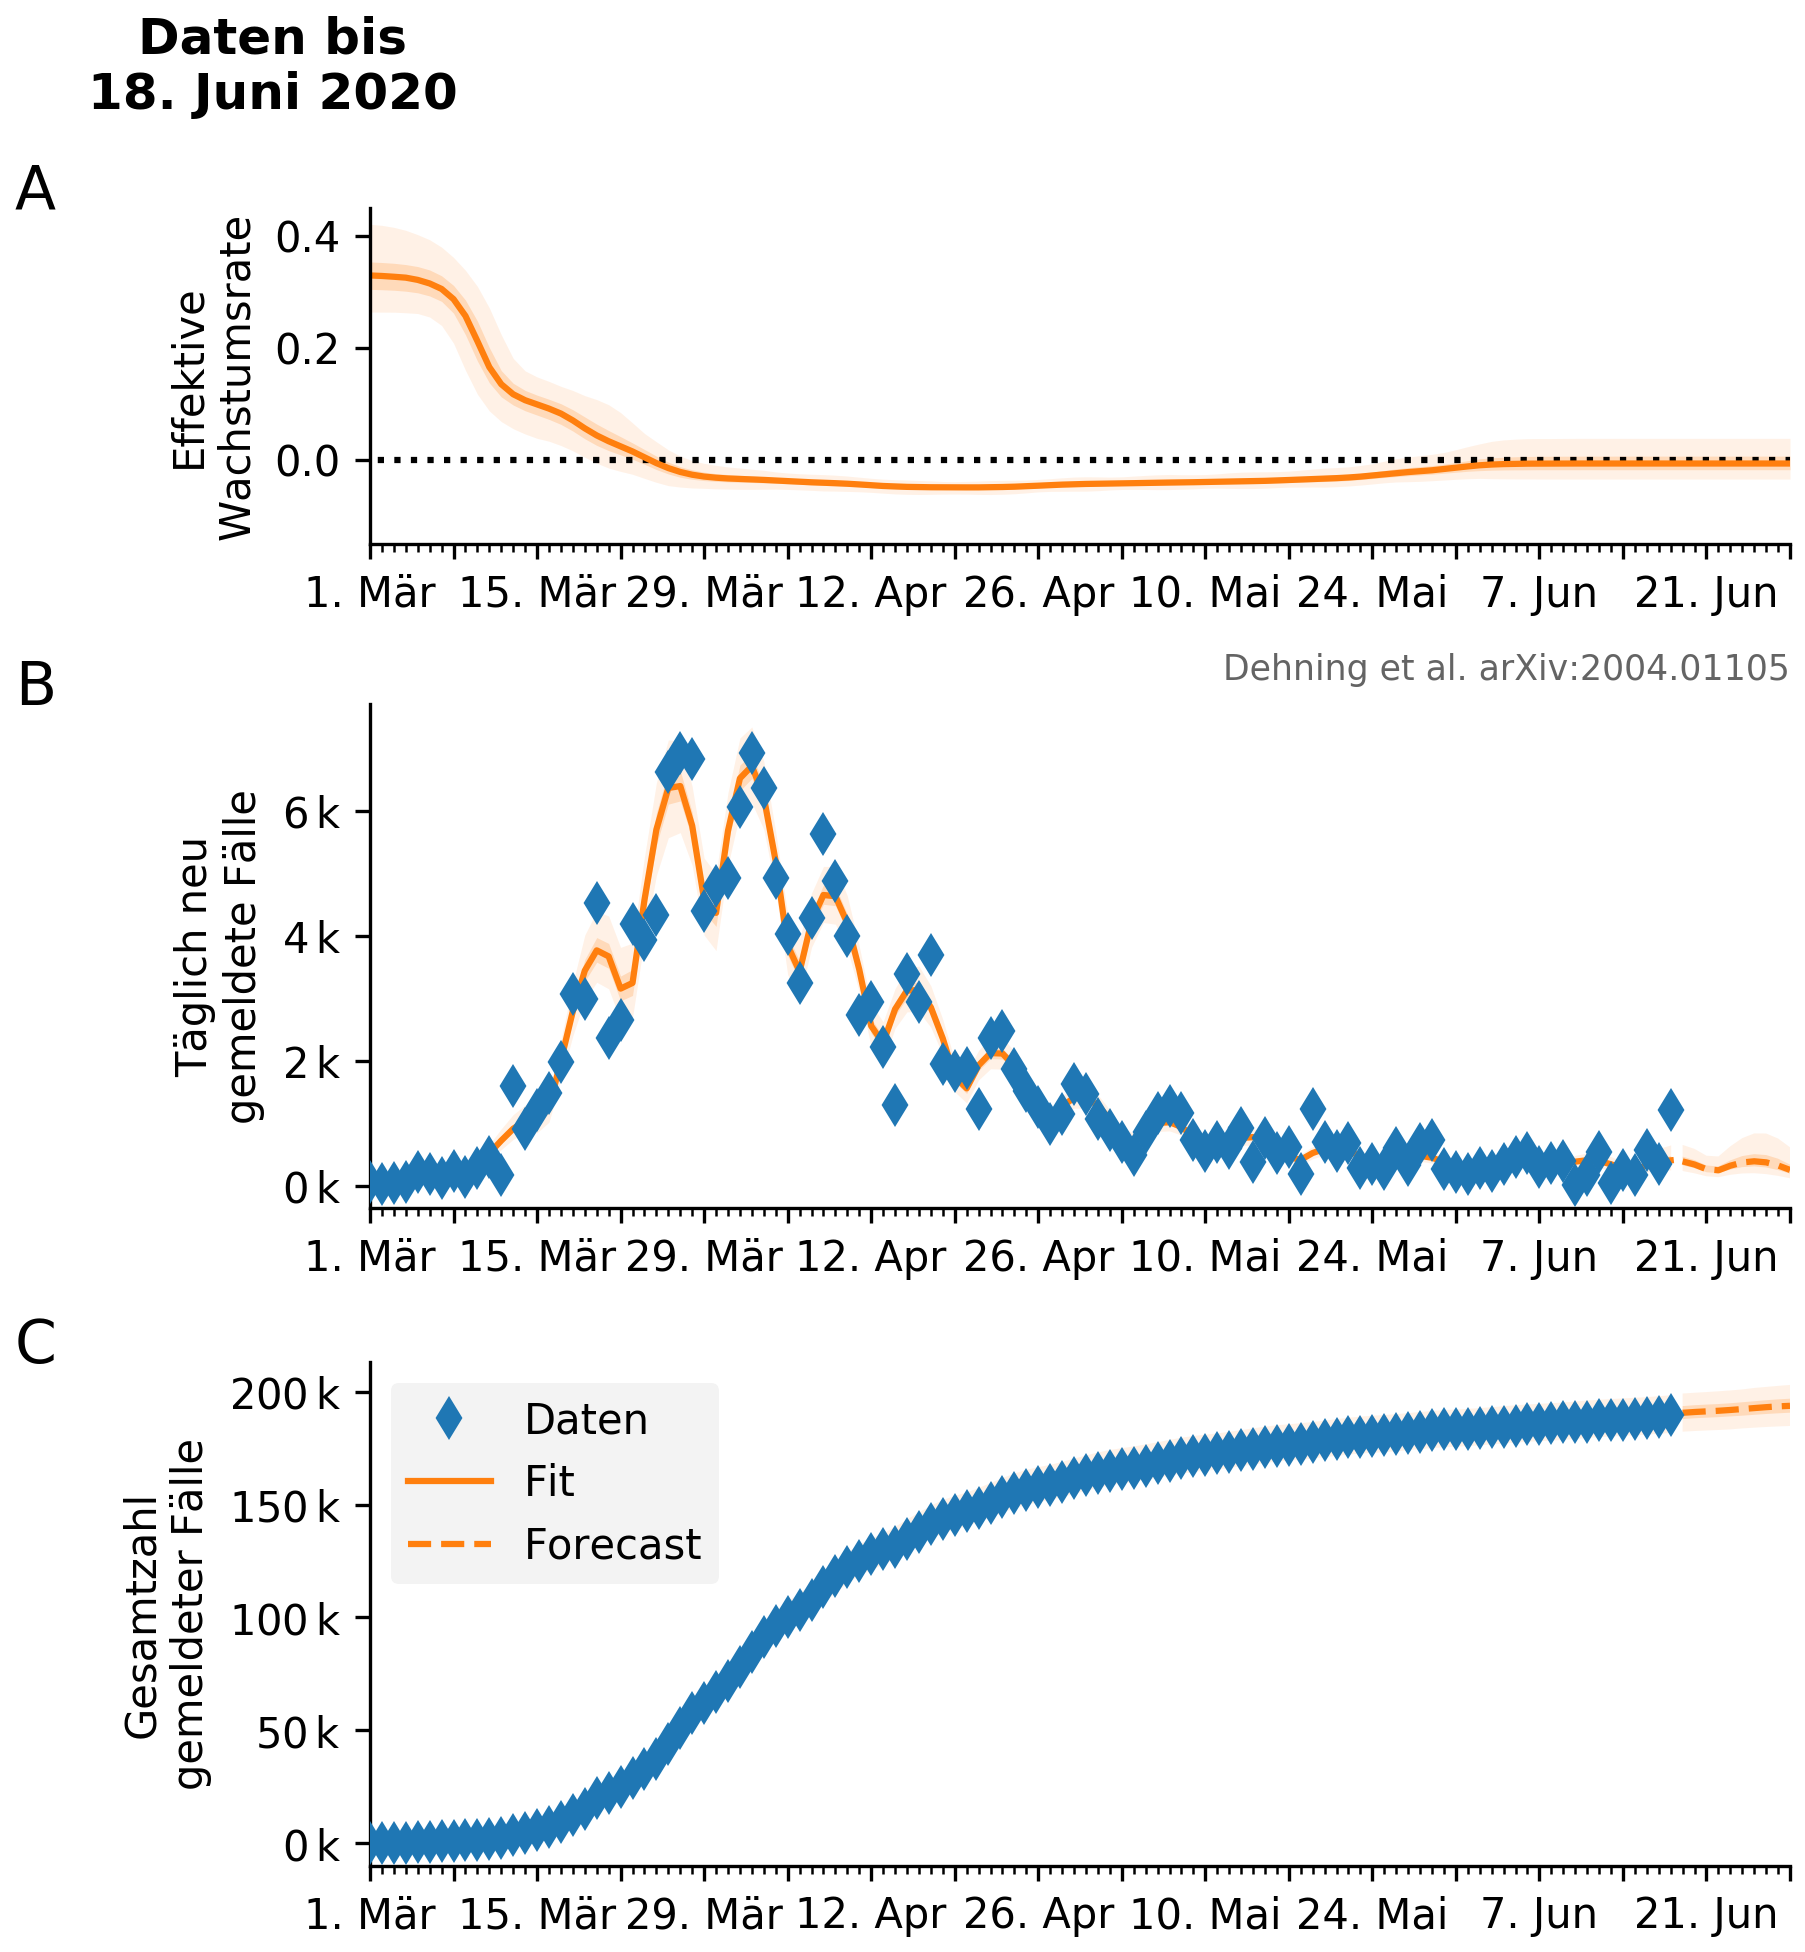 Daten bis
18. Juni 2020
A
Effektive
Wachstumsrate
0.4
0.2
0.0
1. Mär 15. Mär 29. Mär 12. Apr 26. Apr 10. Mai 24. Mai 7. Jun 21. Jun
B
Dehning et al. arXiv:2004.01105
Täglich neu
gemeldete Fälle
6 k
4 k
2 k
0 k
1. Mär 15. Mär 29. Mär 12. Apr 26. Apr 10. Mai 24. Mai 7. Jun 21. Jun
C
Gesamtzahl
gemeldeter Fälle
200 k
150 k
100 k
50 k
0 k
Daten
Fit
Forecast
1. Mär 15. Mär 29. Mär 12. Apr 26. Apr 10. Mai 24. Mai 7. Jun 21. Jun